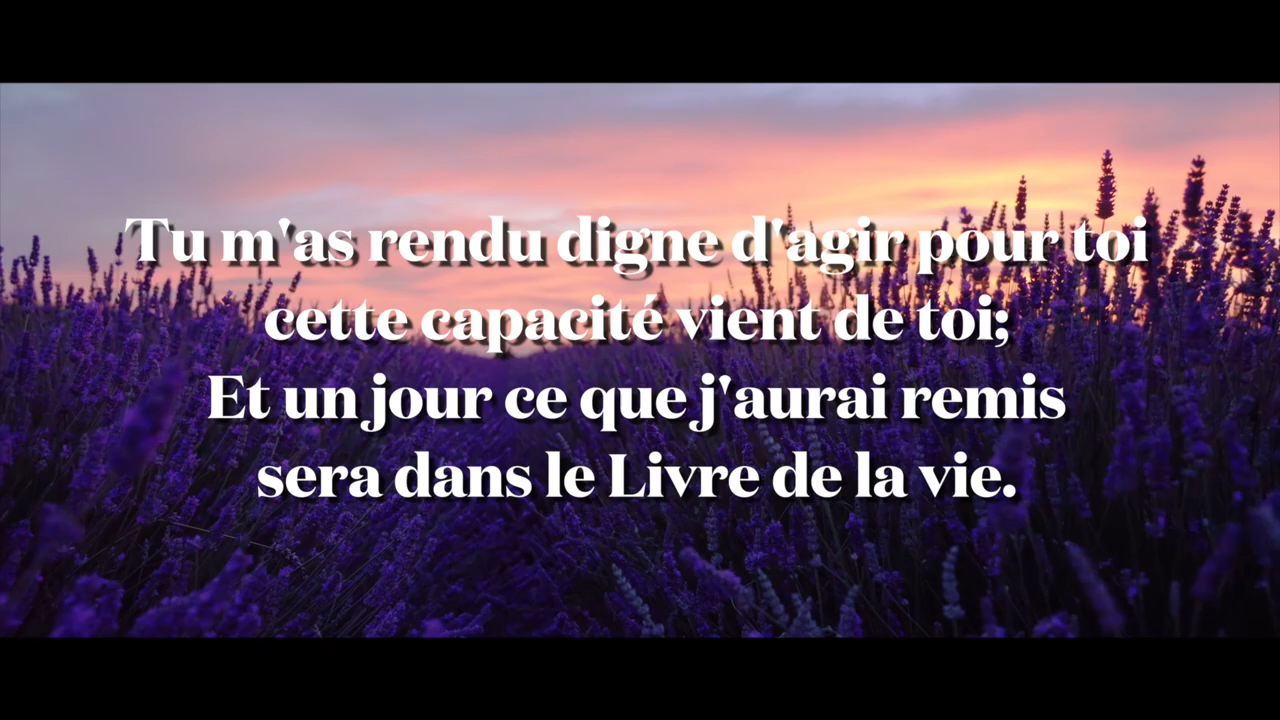 Tu m'as rendu digne d'agir pour toi
cette capacité vient de toi;
Et un jour ce que j'aurai remis
sera dans le Livre de la vie.